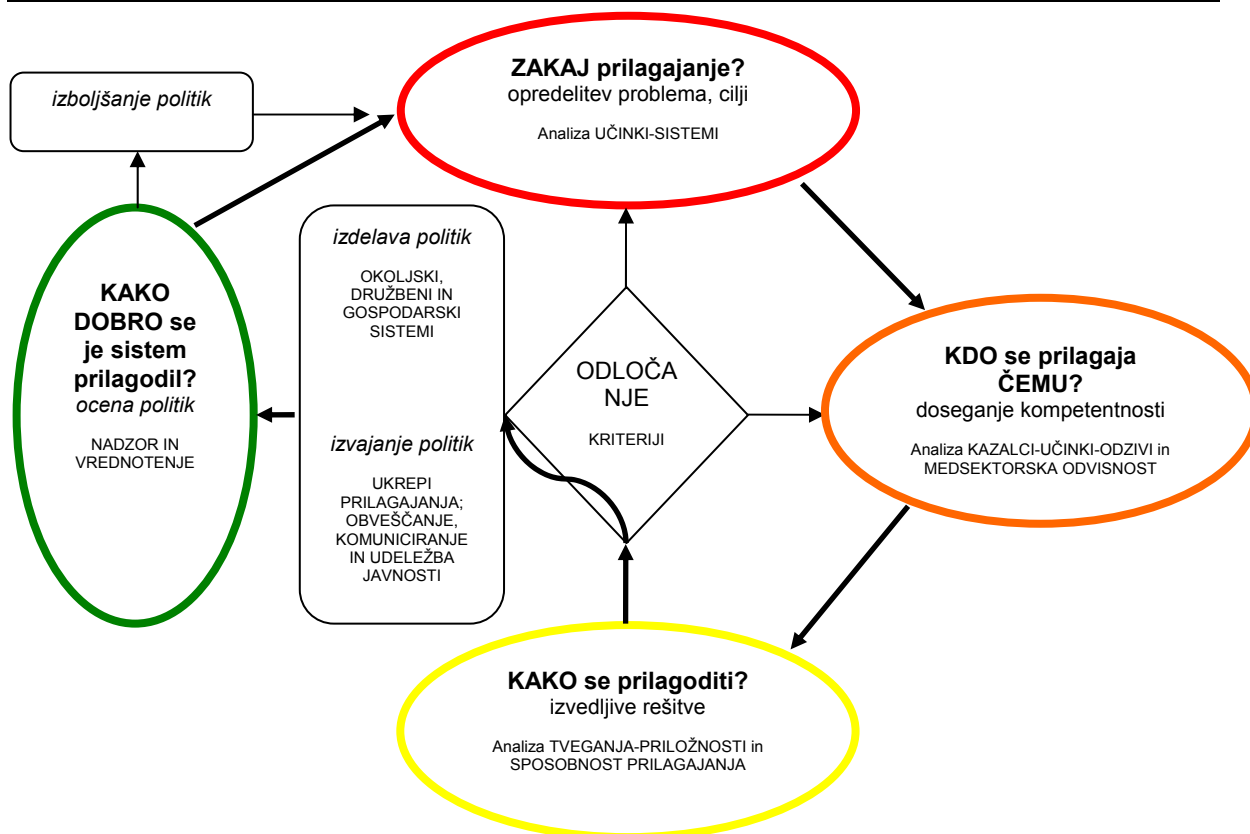 izboljšanje politik
ZAKAJ prilagajanje?
opredelitev problema, cilji
Analiza UČINKI-SISTEMI
KAKO
DOBRO se
je sistem
prilagodil?
ocena politik
NADZOR IN
VREDNOTENJE
izdelava politik
OKOLJSKI,
DRUŽBENI IN
GOSPODARSKI
SISTEMI
izvajanje politik
UKREPI
PRILAGAJANJA;
OBVEŠČANJE,
KOMUNICIRANJE
IN UDELEŽBA
JAVNOSTI
ODLOČA
NJE
KRITERIJI
KDO se prilagaja
ČEMU?
doseganje kompetentnosti
Analiza KAZALCI-UČINKI-ODZIVI in
MEDSEKTORSKA ODVISNOST
KAKO se prilagoditi?
izvedljive rešitve
Analiza TVEGANJA-PRILOŽNOSTI in
SPOSOBNOST PRILAGAJANJA